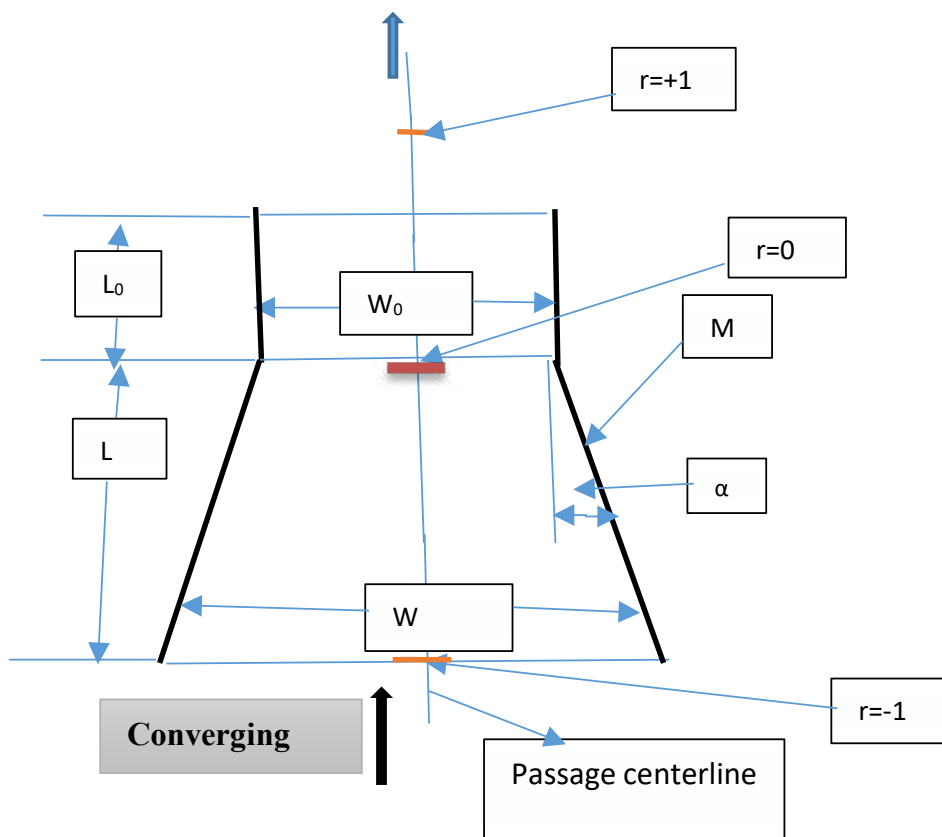 r=+1
r=0
L₀
W₀
M
L
α
W
r=-1
Converging
Passage centerline